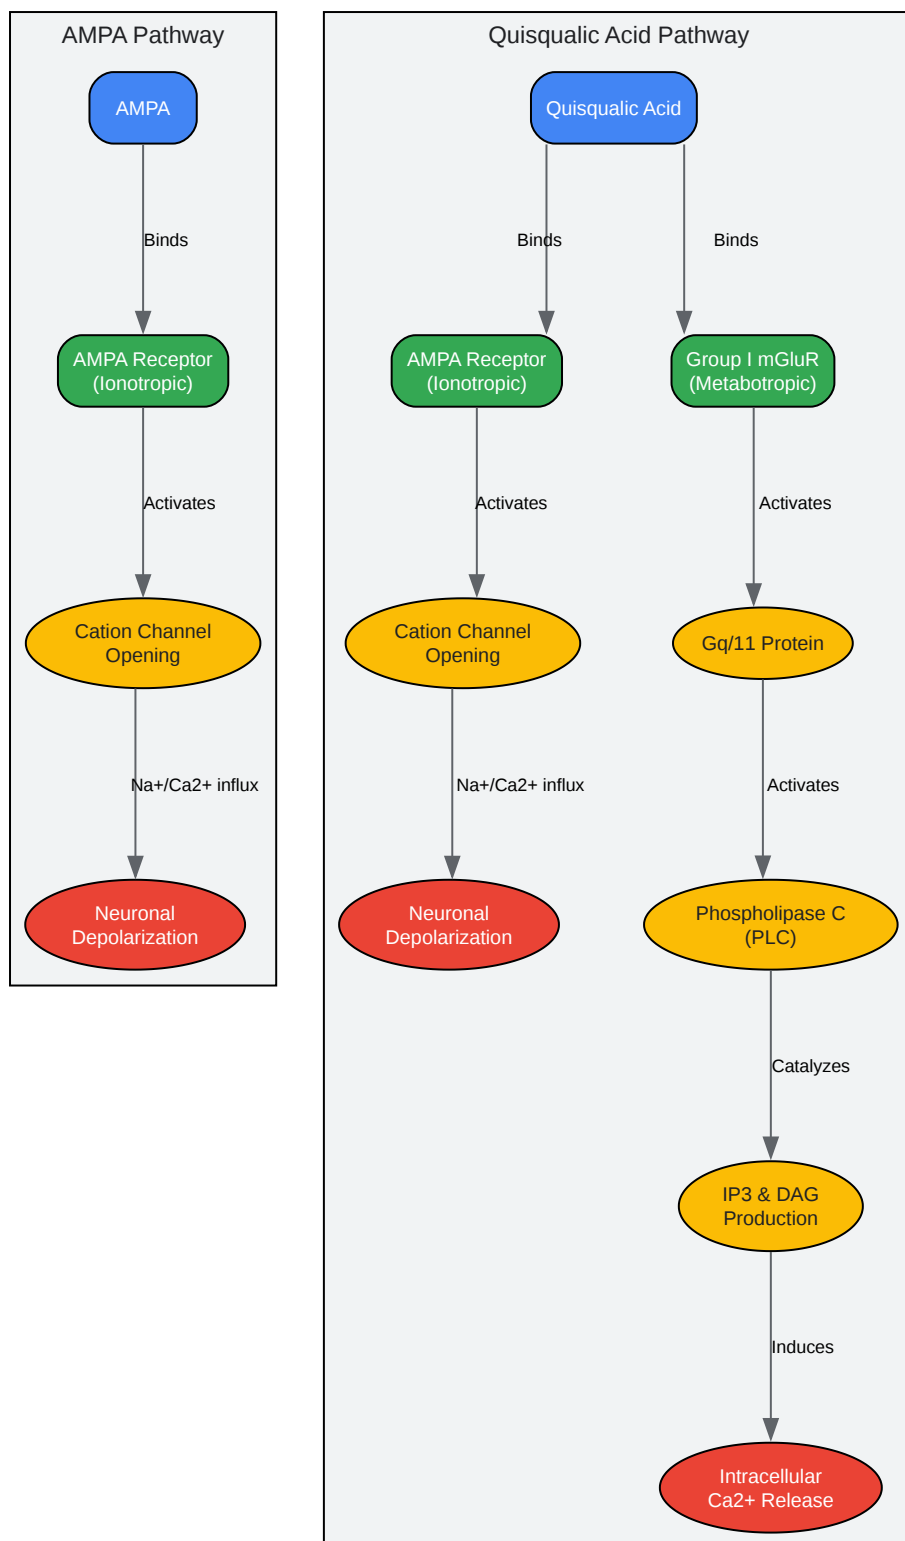 AMPA Pathway
AMPA
Binds
AMPA Receptor
(Ionotropic)
Activates
Cation Channel
Opening
Na+/Ca2+ influx
Neuronal
Depolarization
Quisqualic Acid Pathway
Quisqualic Acid
Binds
Binds
AMPA Receptor
(Ionotropic)
Activates
Cation Channel
Opening
Na+/Ca2+ influx
Neuronal
Depolarization
Group I mGluR
(Metabotropic)
Activates
Gq/11 Protein
Activates
Phospholipase C
(PLC)
Catalyzes
IP3 & DAG
Production
Induces
Intracellular
Ca2+ Release